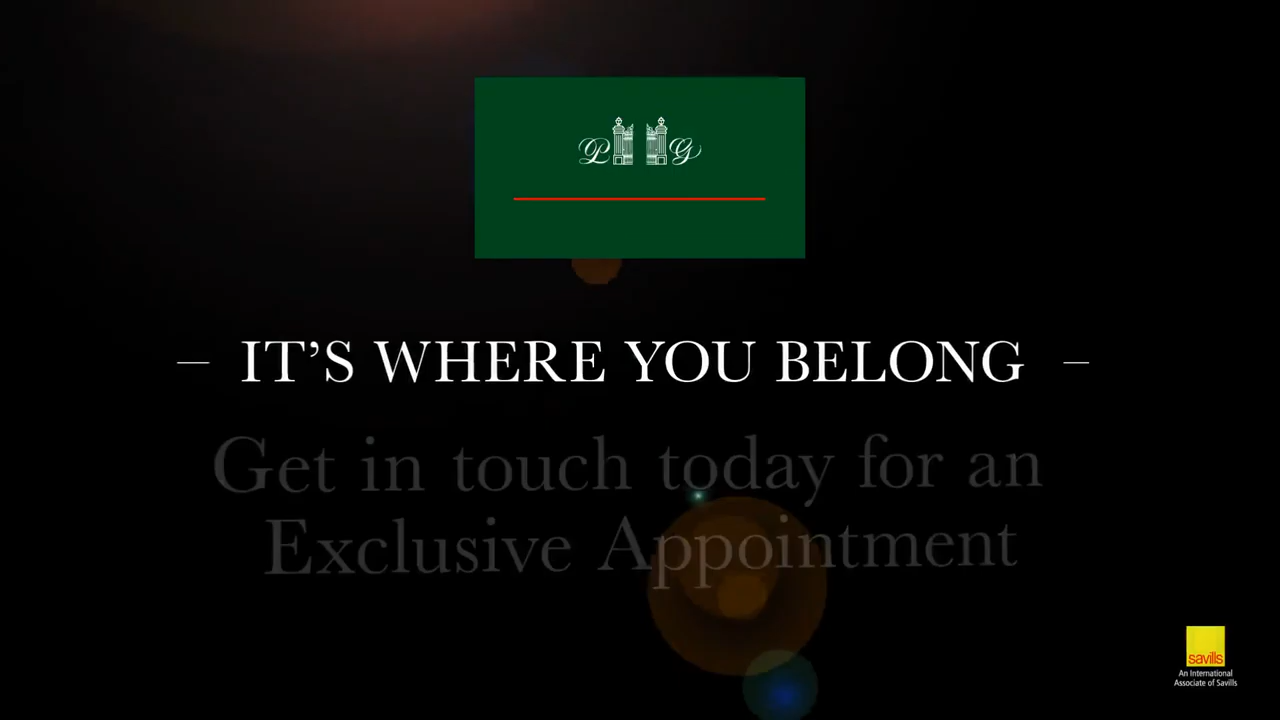 P G
— IT’S WHERE YOU BELONG —
Get in touch today for an
Exclusive Appointment
savills
An International
Associate of Savills